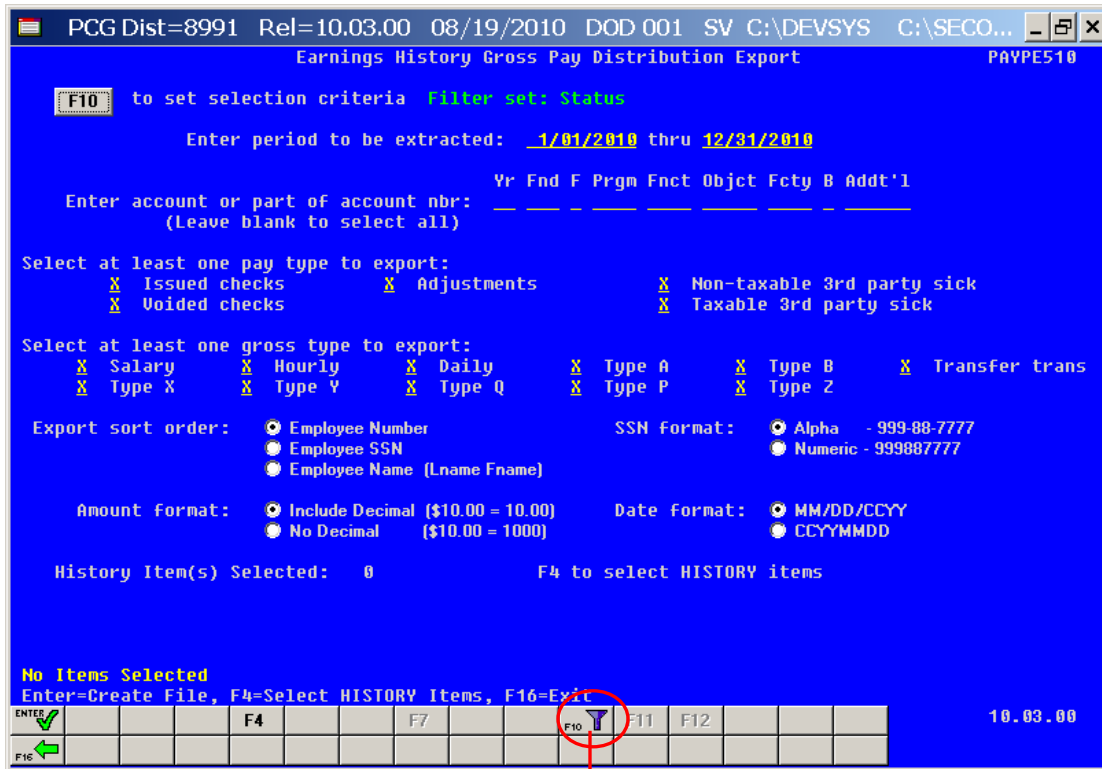 PCG Dist=8991 Rel=10.03.00 08/19/2010 DOD 001 SV C:\DEVSYS C:\SECO...
Earnings History Gross Pay Distribution Export PAYPE510
F10 to set selection criteria Filter set: Status
Enter period to be extracted: 1/01/2010 thru 12/31/2010
Yr Fnd F Prgm Fnct Objct Fcty B Addt'l
Enter account or part of account nbr: __ ___ _ ____ ____ _____ ____ _ ______
(Leave blank to select all)
Select at least one pay type to export:
X Issued checks X Adjustments X Non-taxable 3rd party sick
X Voided checks X Taxable 3rd party sick
Select at least one gross type to export:
X Salary X Hourly X Daily X Type A X Type B X Transfer trans
X Type X X Type Y X Type Q X Type P X Type Z
Export sort order: Employee Number SSN format: Alpha - 999-88-7777
Employee SSN Numeric - 999887777
Employee Name (Lname Fname)
Amount format: Include Decimal ($10.00 = 10.00) Date format: MM/DD/CCYY
No Decimal ($10.00 = 1000) CCYYMMDD
History Item(s) Selected: 0 F4 to select HISTORY items
No Items Selected
Enter=Create File, F4=Select HISTORY Items, F16=Exit
ENTER F4 F7 F10 F11 F12 10.03.00
F16